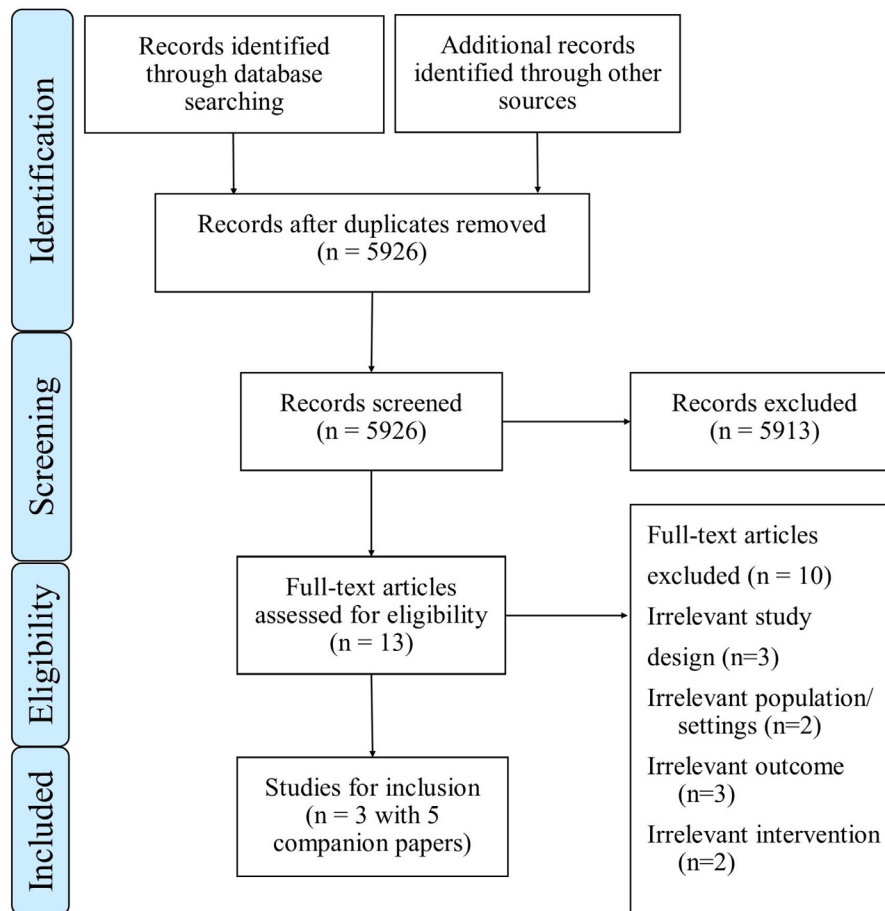 Identification
Records identified
through database
searching
Additional records
identified through other
sources
Records after duplicates removed
(n = 5926)
Screening
Records screened
(n = 5926)
Records excluded
(n = 5913)
Eligibility
Full-text articles
assessed for eligibility
(n = 13)
Full-text articles
excluded (n = 10)
Irrelevant study
design (n=3)
Irrelevant population/
settings (n=2)
Irrelevant outcome
(n=3)
Irrelevant intervention
(n=2)
Included
Studies for inclusion
(n = 3 with 5
companion papers)